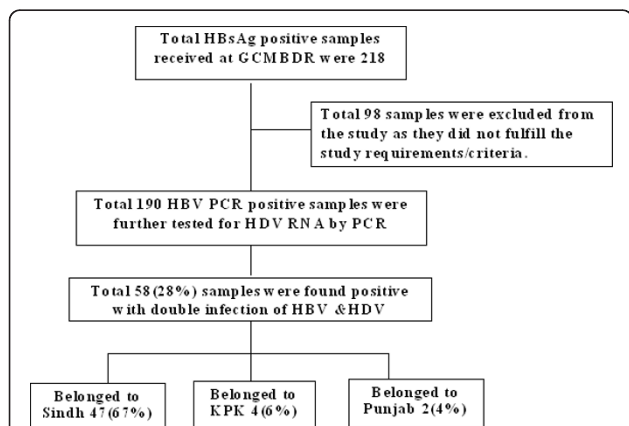 Total HBsAg positive samples
received at GCMBDR were 218
Total 98 samples were excluded from
the study as they did not fulfill the
study requirements/criteria.
Total 190 HBV PCR positive samples were
further tested for HDV RNA by PCR
Total 58(28%) samples were found positive
with double infection of HBV &HDV
Belonged to
Sindh 47(67%)
Belonged to
KPK 4(6%)
Belonged to
Punjab 2(4%)